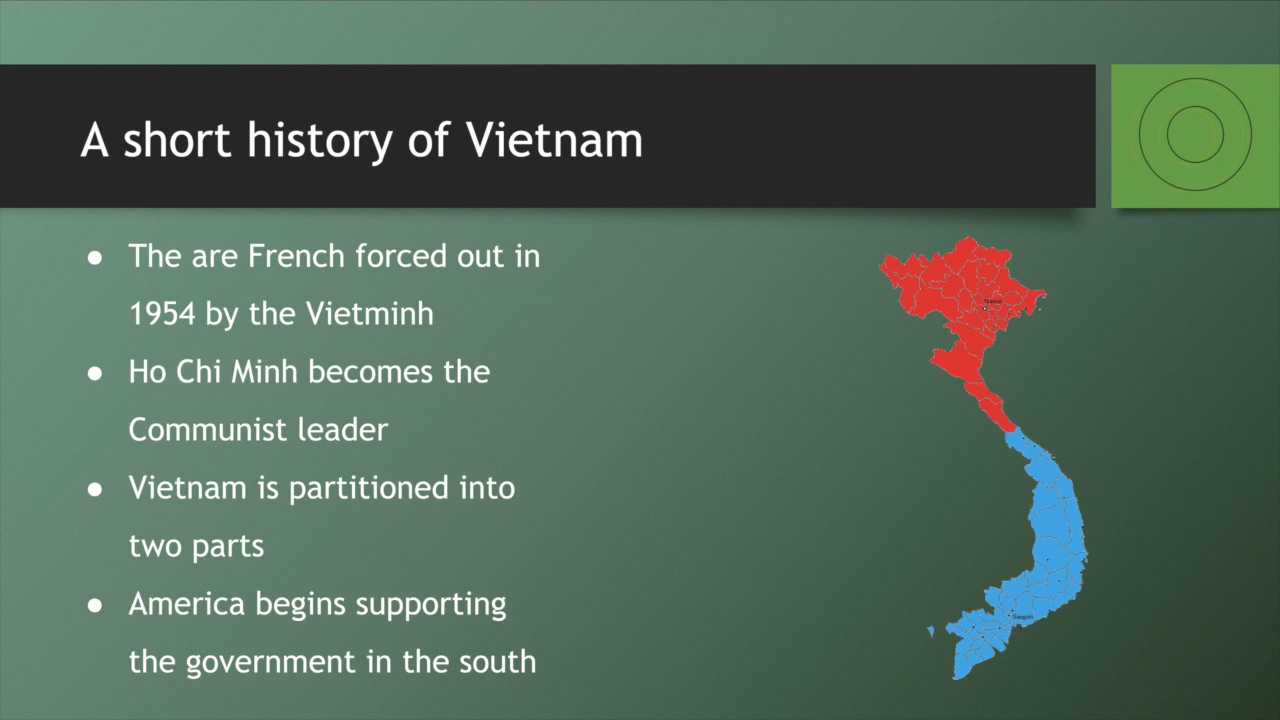 A short history of Vietnam
● The are French forced out in
1954 by the Vietminh
● Ho Chi Minh becomes the
Communist leader
● Vietnam is partitioned into
two parts
● America begins supporting
the government in the south
Saigon